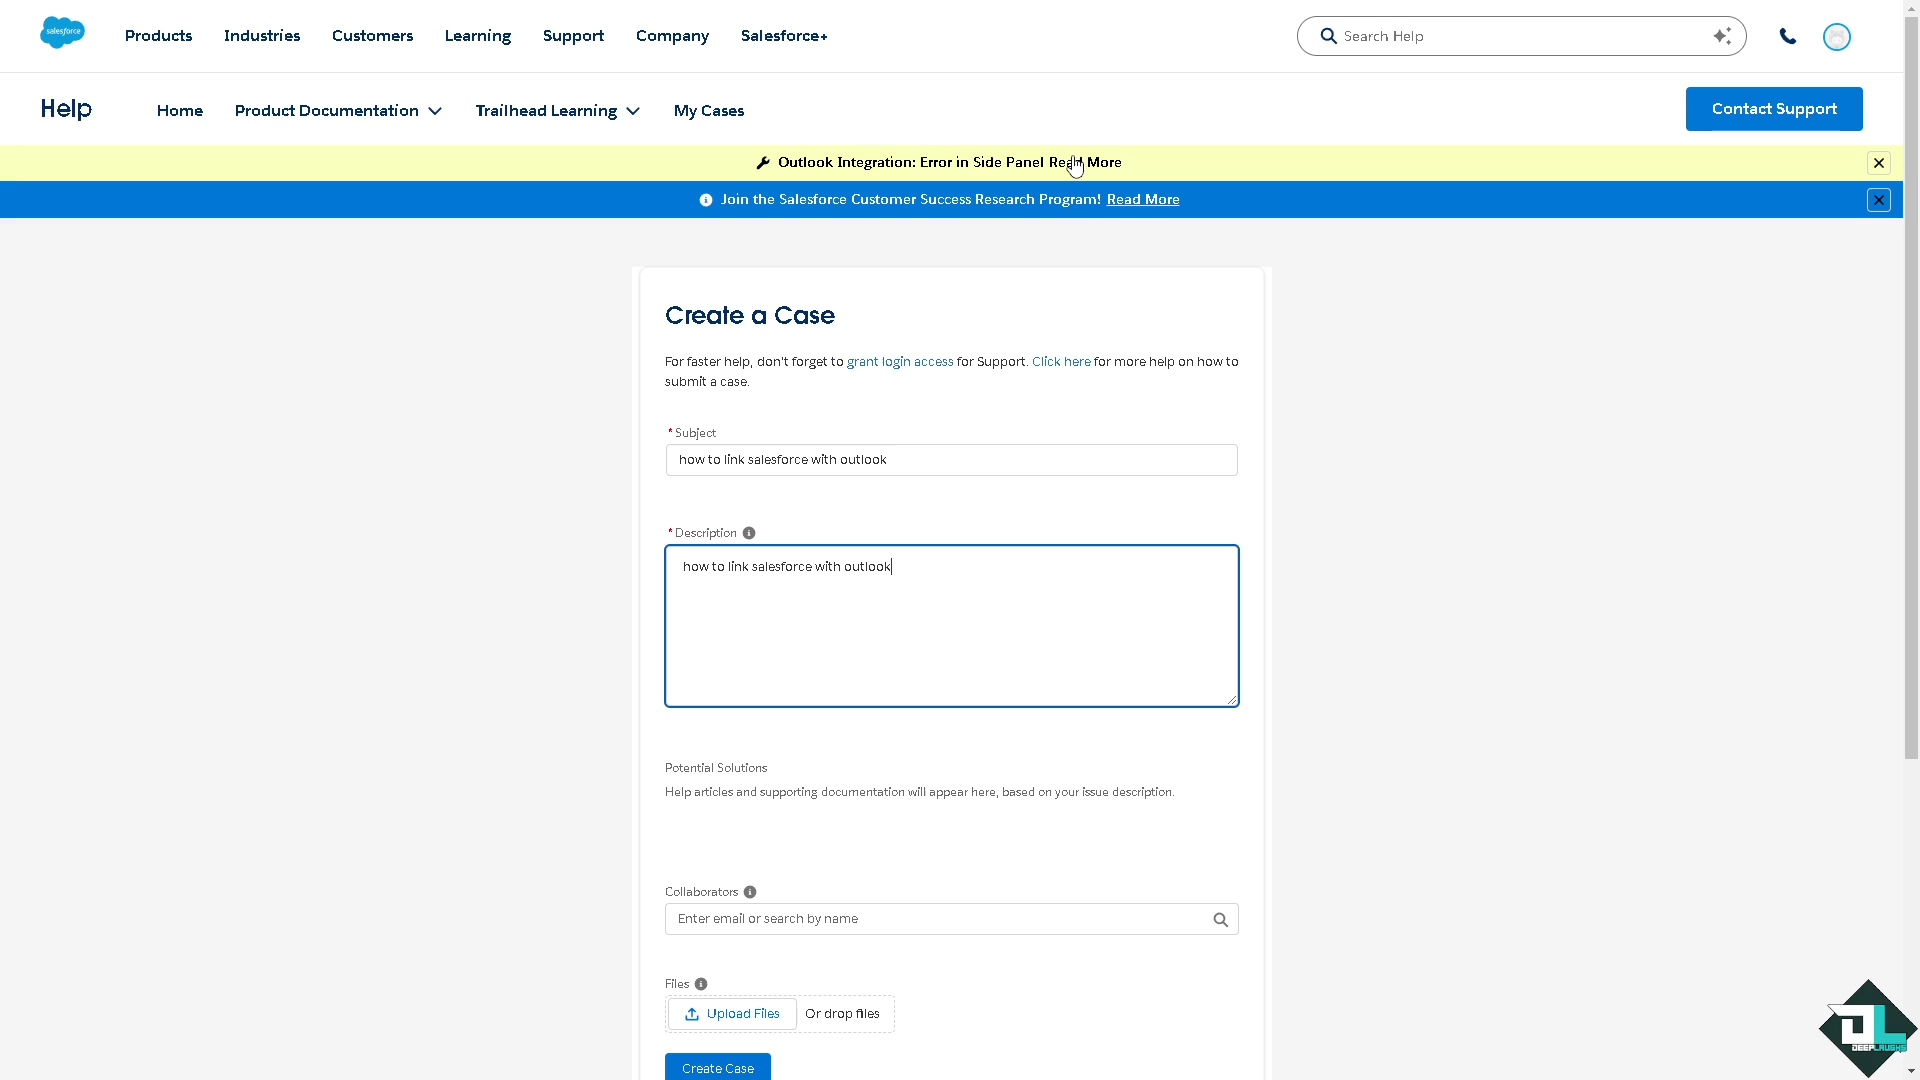 salesforce
Products Industries Customers Learning Support Company Salesforce+
Search Help
Help Home Product Documentation Trailhead Learning My Cases Contact Support
Outlook Integration: Error in Side Panel Read More
Join the Salesforce Customer Success Research Program! Read More
Create a Case
For faster help, don't forget to grant login access for Support. Click here for more help on how to
submit a case.
* Subject
how to link salesforce with outlook
* Description
how to link salesforce with outlook
Potential Solutions
Help articles and supporting documentation will appear here, based on your issue description.
Collaborators
Enter email or search by name
Files
Upload Files Or drop files
Create Case
DL
DEEPLAUGHS